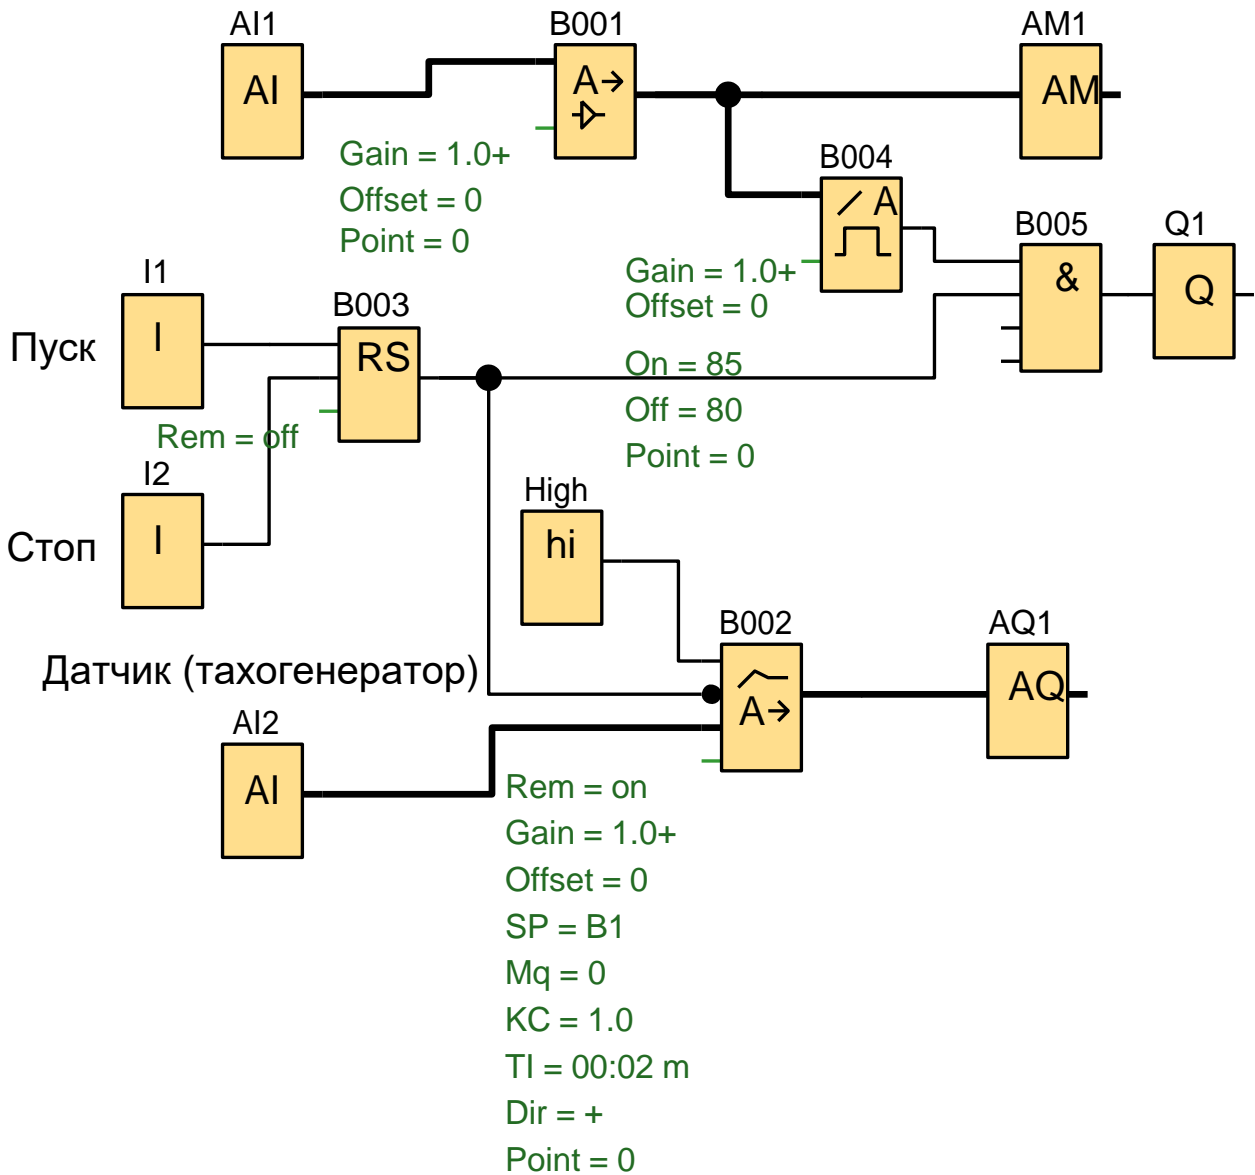 AI1
B001
AM1
AI
A
AM
Gain = 1.0+
Offset = 0
Point = 0
B004
A
Gain = 1.0+
Offset = 0
On = 85
Off = 80
Point = 0
B005
&
Q1
Q
I1
I
Пуск
B003
RS
Rem = off
I2
I
Стоп
High
hi
B002
A
AQ1
AQ
Датчик (тахогенератор)
AI2
AI
Rem = on
Gain = 1.0+
Offset = 0
SP = B1
Mq = 0
KC = 1.0
TI = 00:02 m
Dir = +
Point = 0